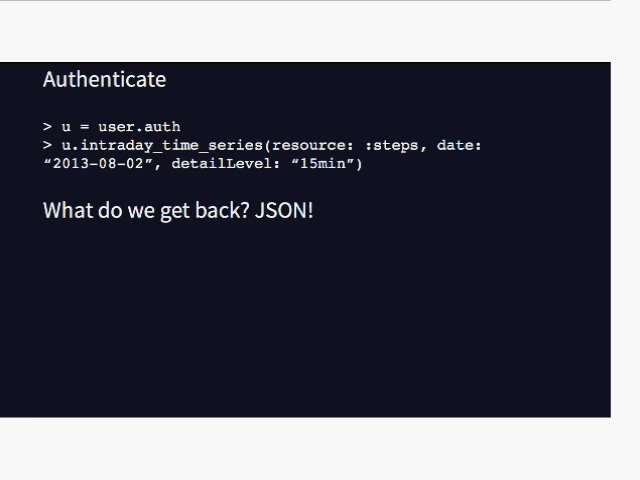 Authenticate
> u = user.auth
> u.intraday_time_series(resource: :steps, date:
“2013-08-02”, detailLevel: “15min”)
What do we get back? JSON!